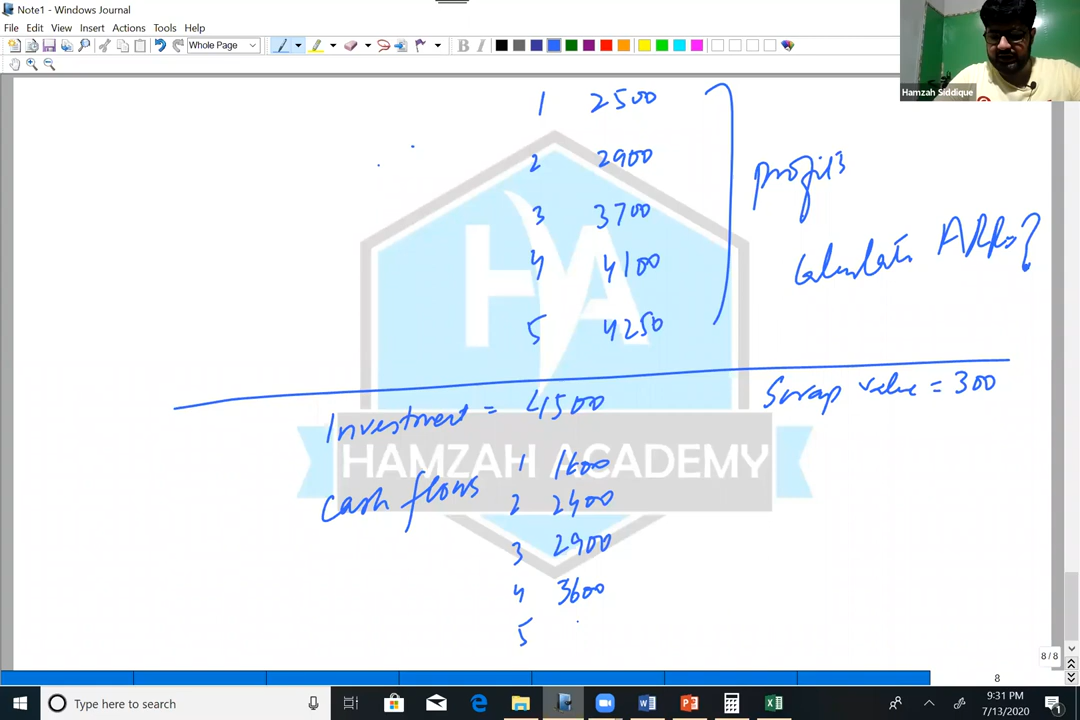 Note1 - Windows Journal
File Edit View Insert Actions Tools Help
Whole Page
Hamzah Siddique
1 2500
2 2900
3 3700
4 4100
5 4250
profits
Calculate ARR?
Investment = 4500
Scrap value = 300
HAMZAH ACADEMY
Cash flows
1 1600
2 2400
3 2900
4 3600
5
8 / 8
8
Type here to search
9:31 PM
7/13/2020